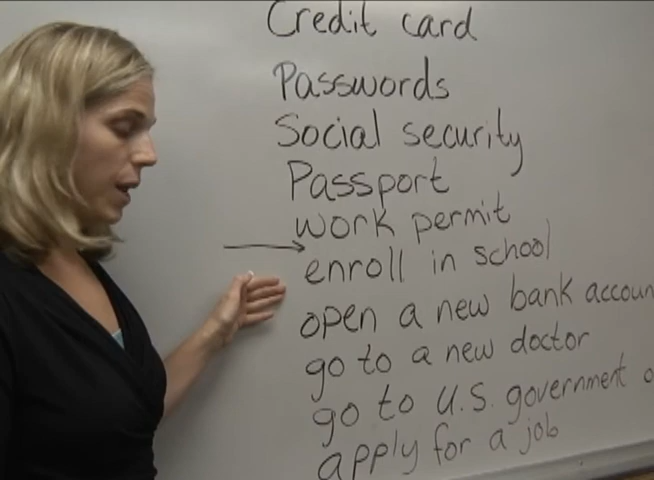 Credit card
Passwords
Social security
Passport
work permit
enroll in school
open a new bank accoun
go to a new doctor
go to U.S. government o
apply for a job